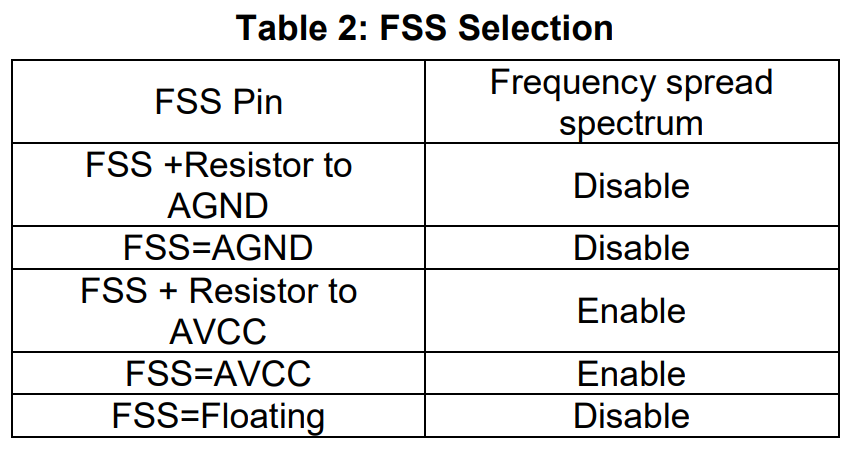 Table 2: FSS Selection
FSS Pin
Frequency spread
spectrum
FSS +Resistor to
AGND
Disable
FSS=AGND
Disable
FSS + Resistor to
AVCC
Enable
FSS=AVCC
Enable
FSS=Floating
Disable